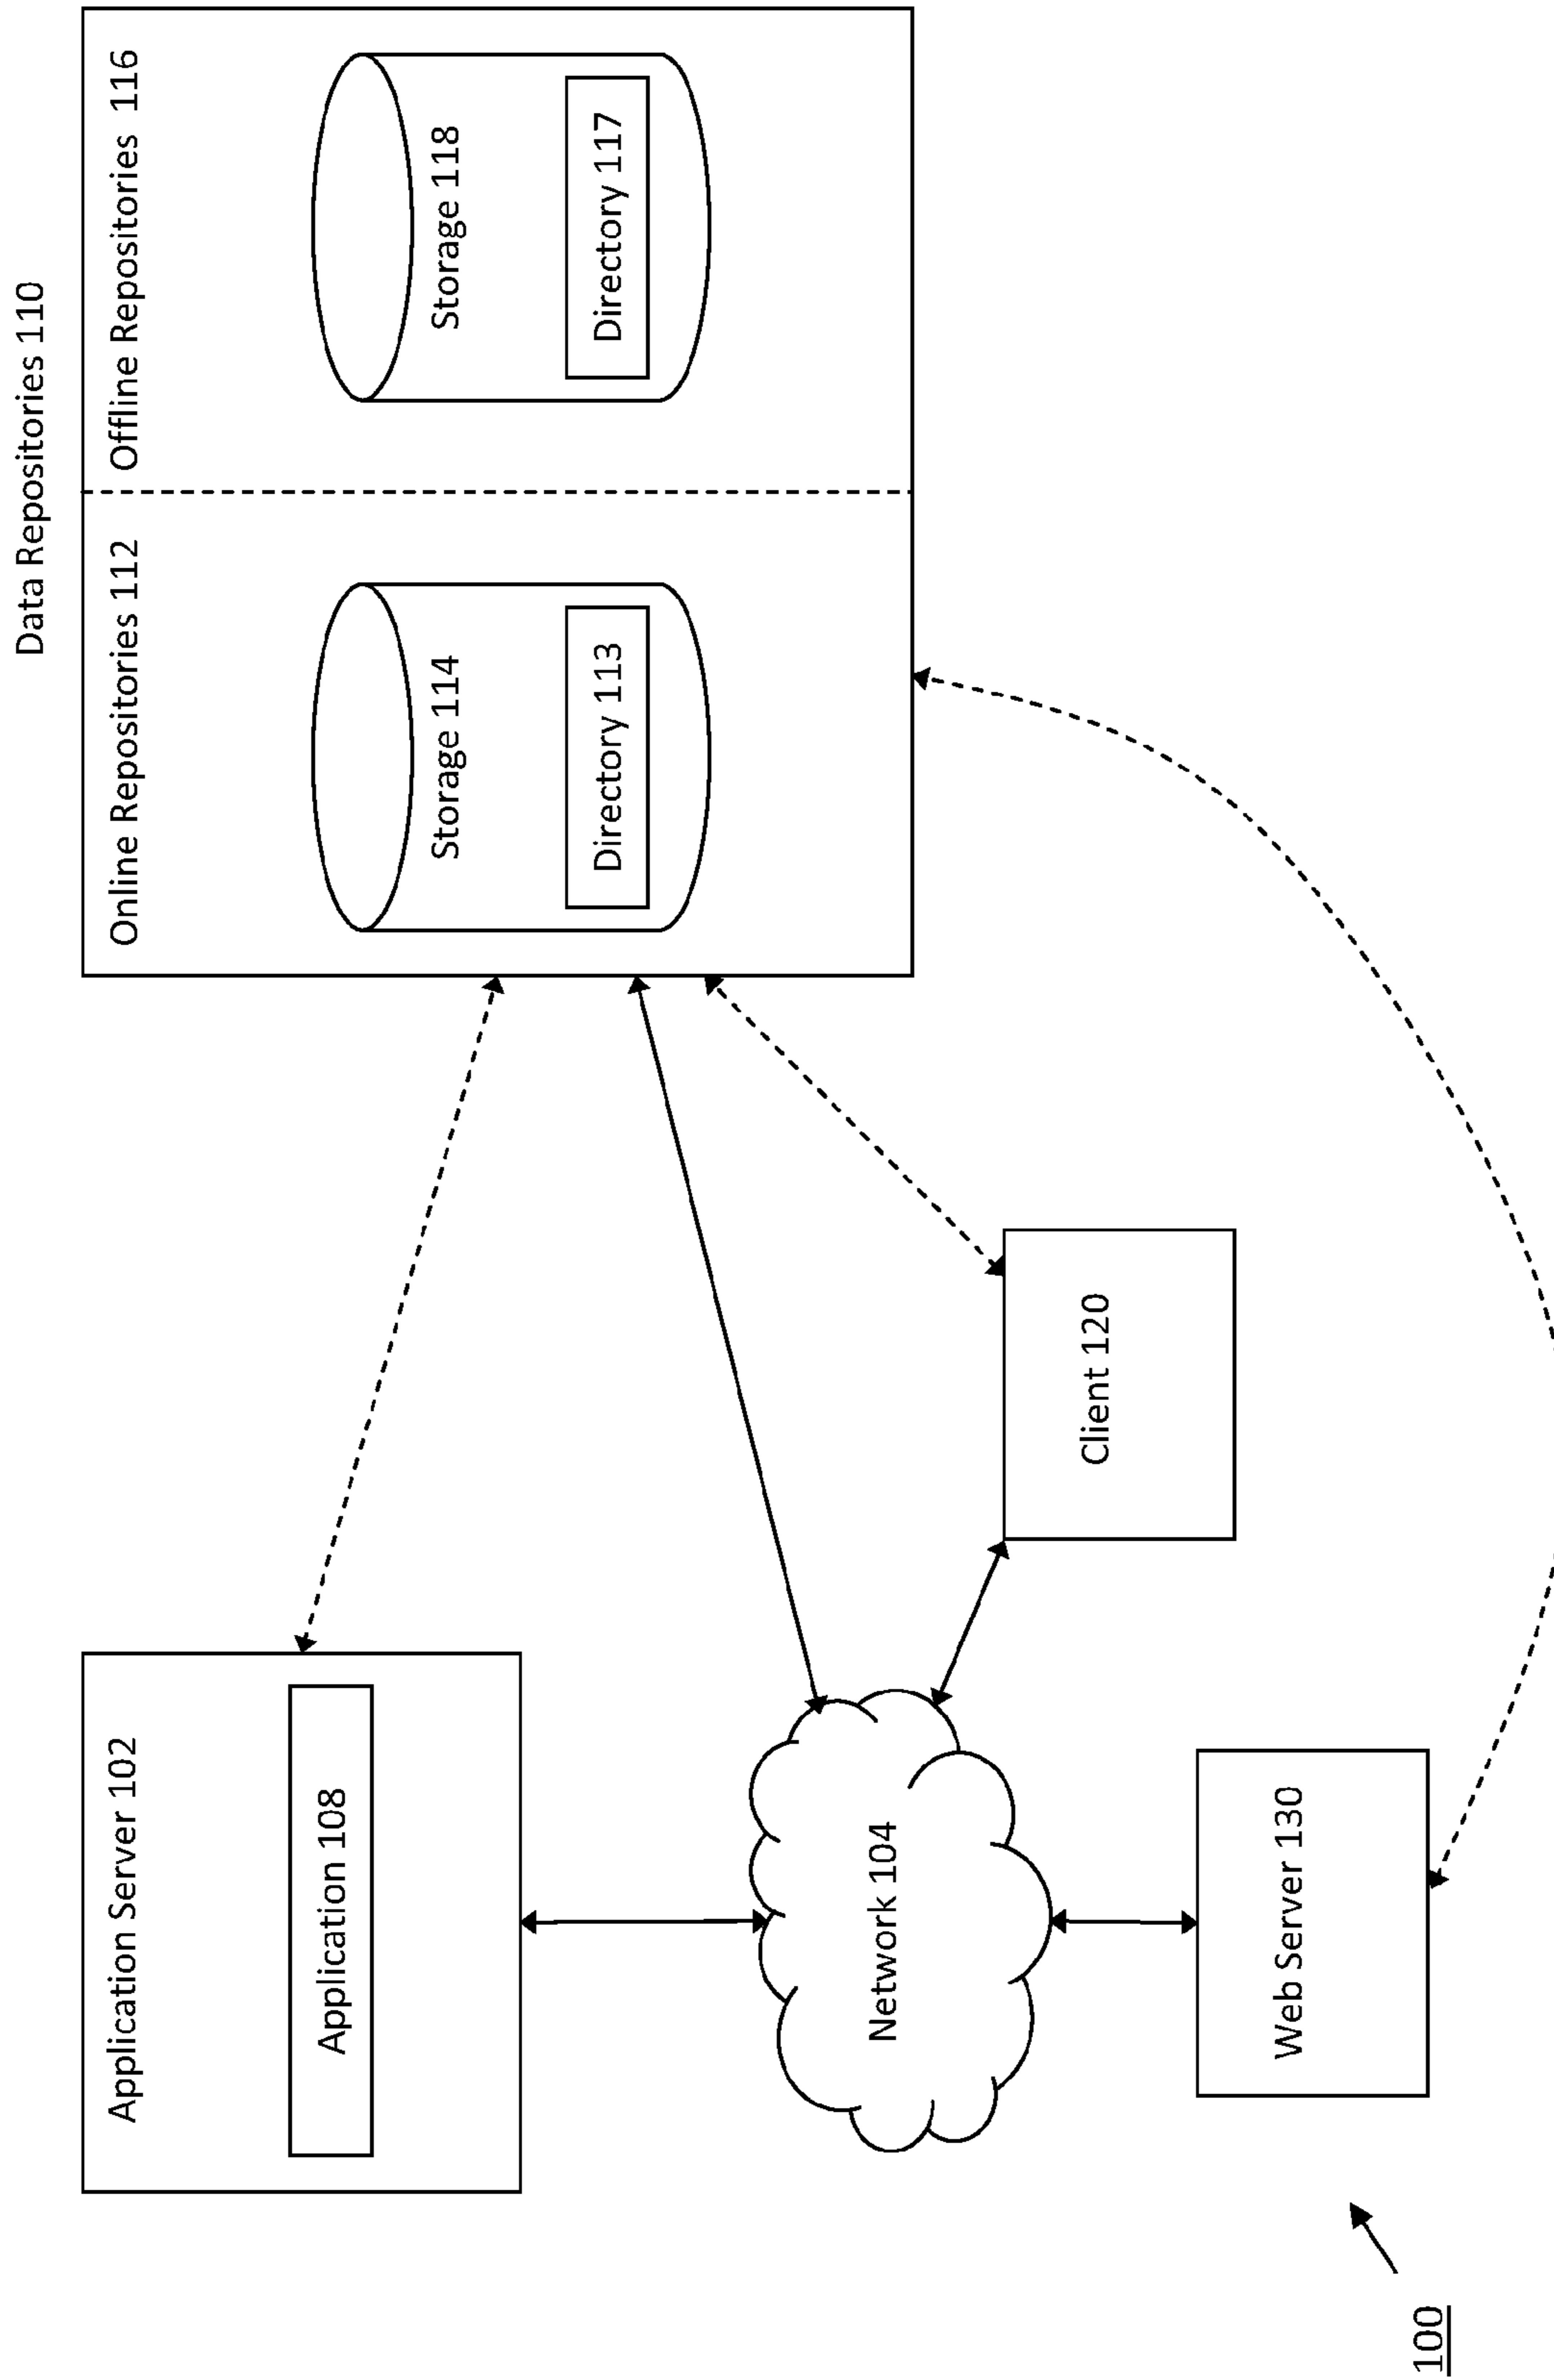 Data Repositories 110
Application Server 102
Application 108
Online Repositories 112
Offline Repositories 116
Storage 114
Storage 118
Directory 113
Directory 117
Network 104
Client 120
Web Server 130
100